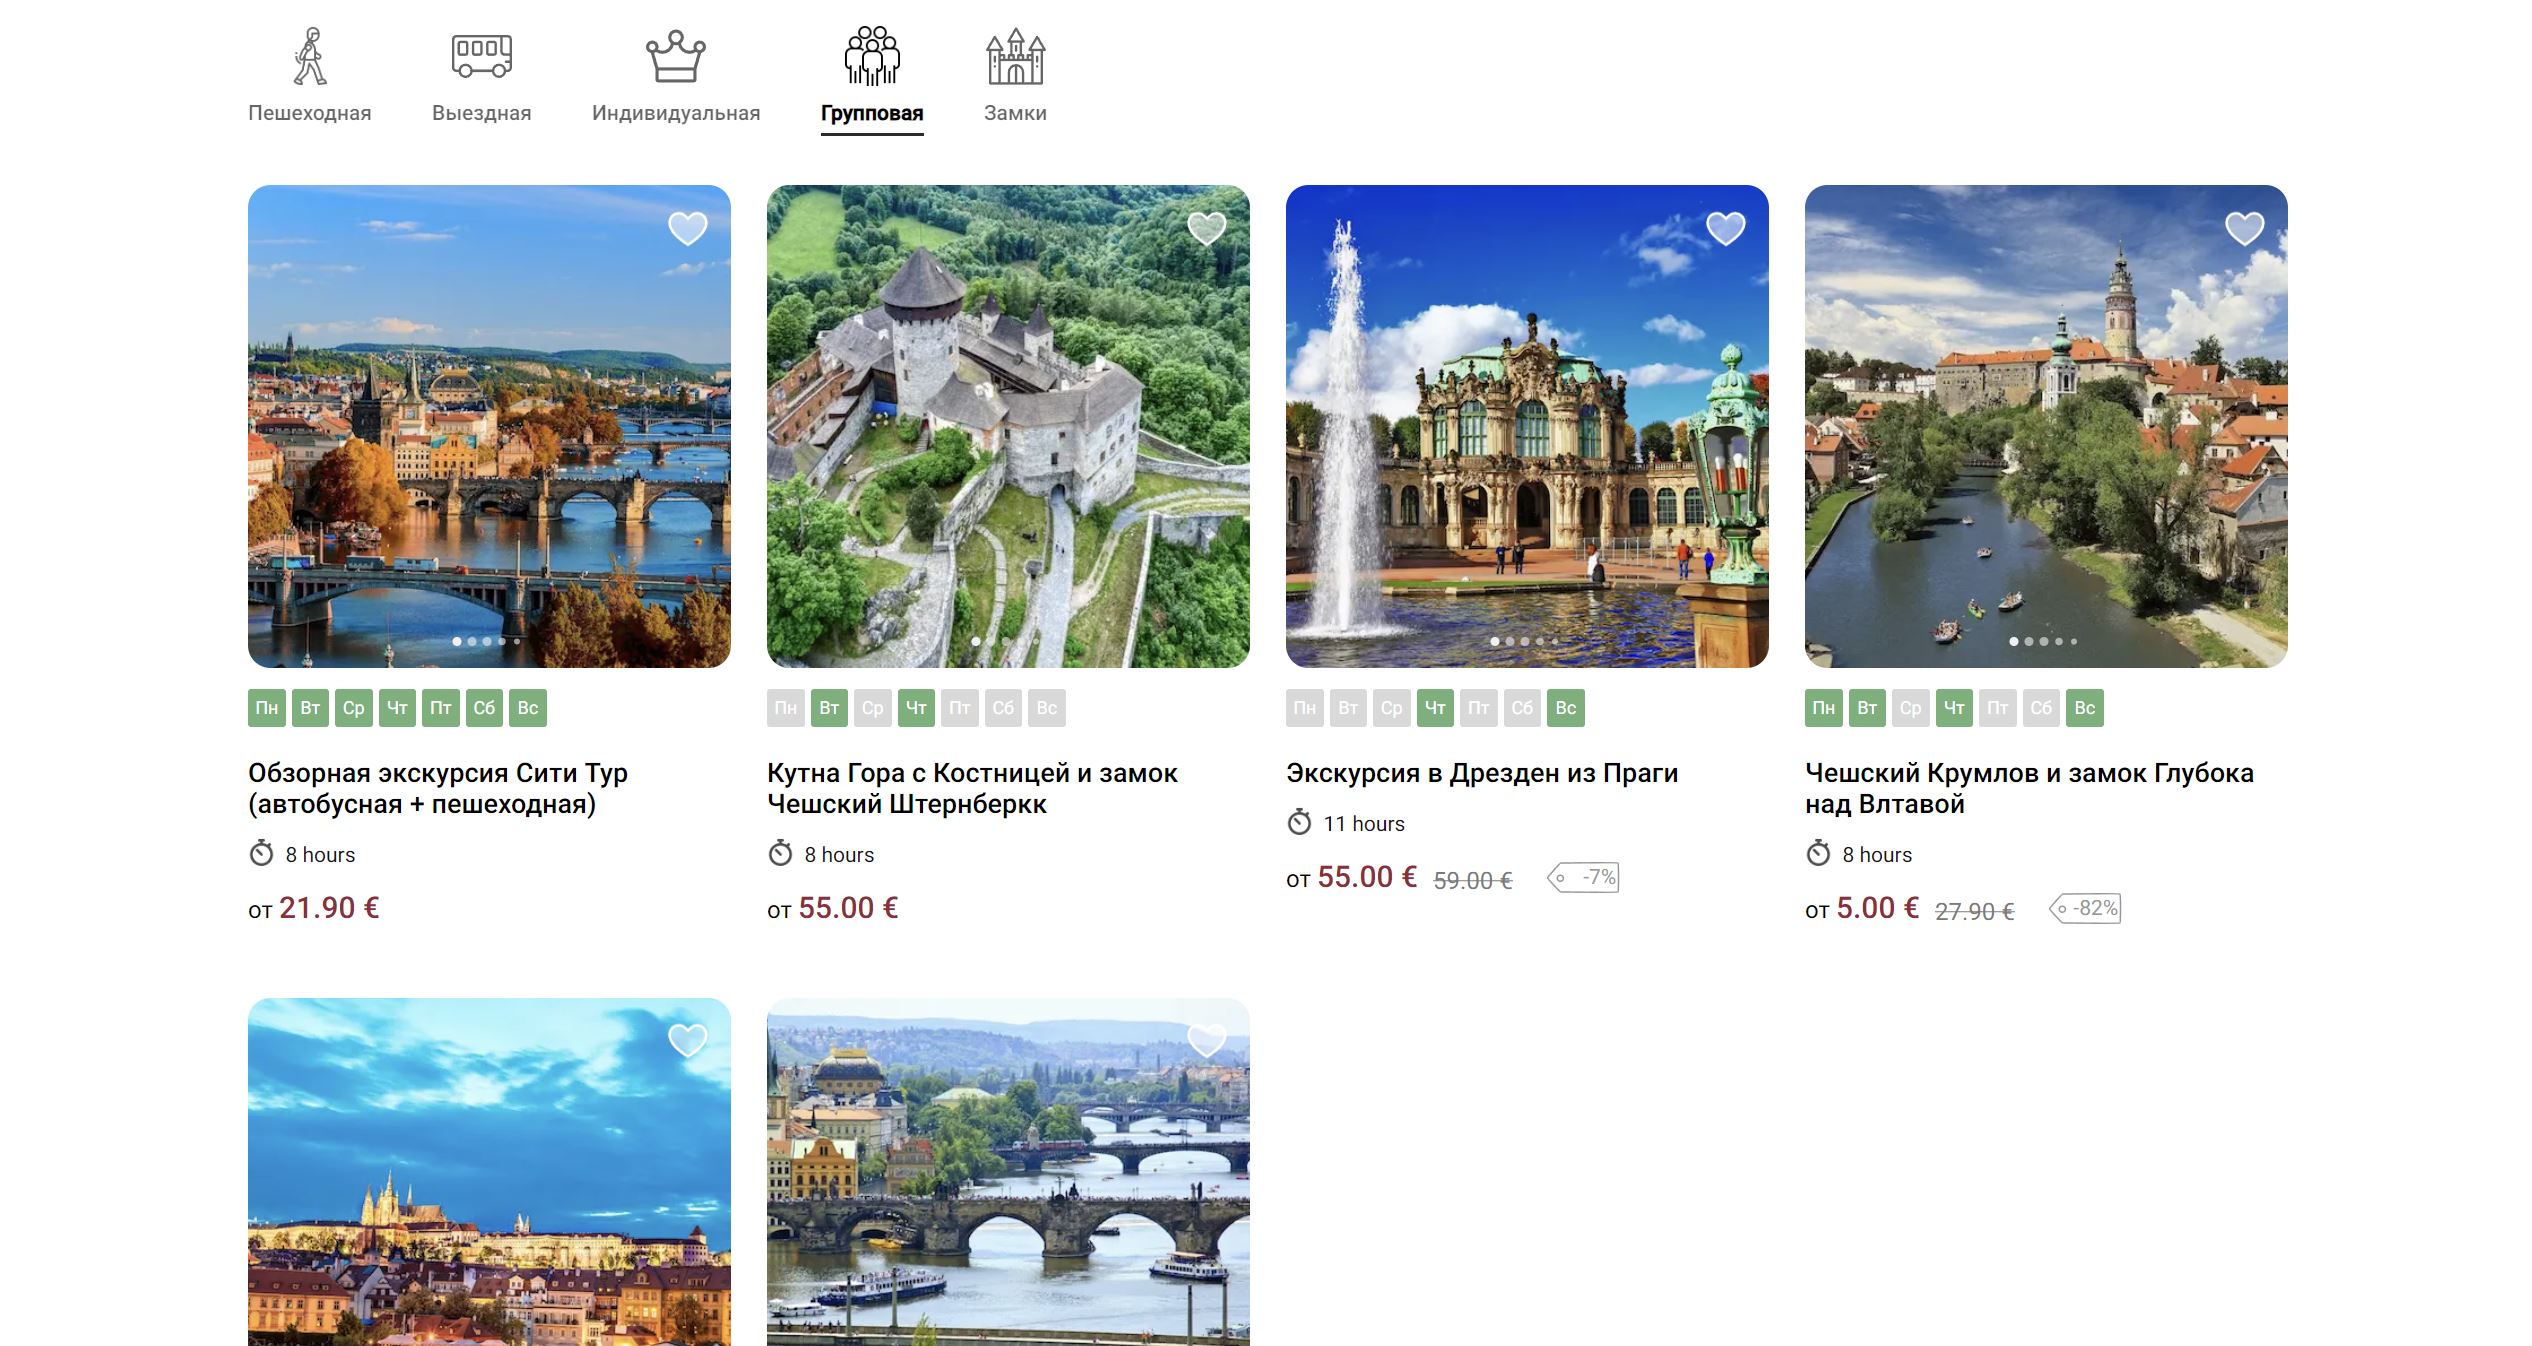 Пешеходная
Выездная
Индивидуальная
Групповая
Замки
Пн Вт Ср Чт Пт Сб Вс
Обзорная экскурсия Сити Тур
(автобусная + пешеходная)
8 hours
от 21.90 €
Пн Вт Ср Чт Пт Сб Вс
Кутна Гора с Костницей и замок
Чешский Штернберкк
8 hours
от 55.00 €
Пн Вт Ср Чт Пт Сб Вс
Экскурсия в Дрезден из Праги
11 hours
от 55.00 € 59.00 € -7%
Пн Вт Ср Чт Пт Сб Вс
Чешский Крумлов и замок Глубока
над Влтавой
8 hours
от 5.00 € 27.90 € -82%